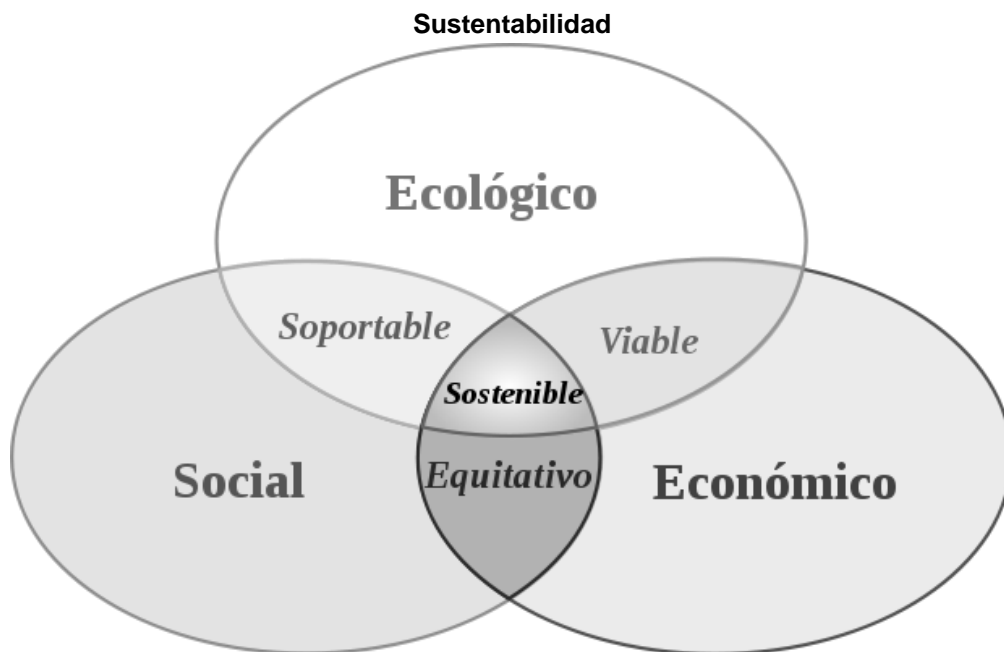 Sustentabilidad
Ecológico
Soportable
Viable
Sostenible
Social
Equitativo
Económico